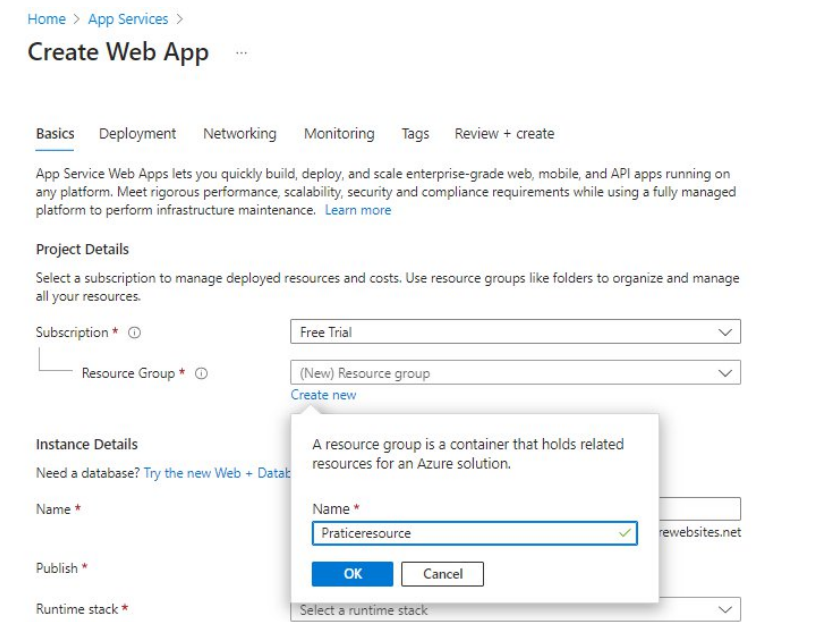 Home > App Services >
Create Web App ...
Basics Deployment Networking Monitoring Tags Review + create
App Service Web Apps lets you quickly build, deploy, and scale enterprise-grade web, mobile, and API apps running on
any platform. Meet rigorous performance, scalability, security and compliance requirements while using a fully managed
platform to perform infrastructure maintenance. Learn more
Project Details
Select a subscription to manage deployed resources and costs. Use resource groups like folders to organize and manage
all your resources.
Subscription * Free Trial
Resource Group * (New) Resource group
Create new
A resource group is a container that holds related
resources for an Azure solution.
Name *
Praticeresource
OK Cancel
Instance Details
Need a database? Try the new Web + Datab
Name *
rewebsites.net
Publish *
Runtime stack * Select a runtime stack